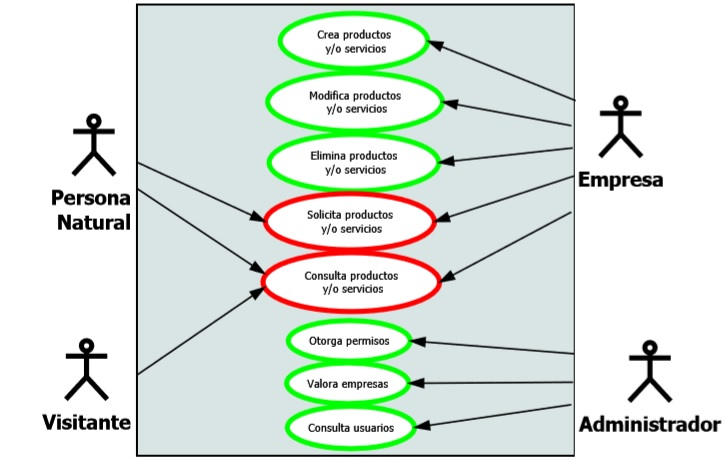 Crea productos
y/o servicios
Modifica productos
y/o servicios
Elimina productos
y/o servicios
Solicita productos
y/o servicios
Consulta productos
y/o servicios
Otorga permisos
Valora empresas
Consulta usuarios
Persona
Natural
Visitante
Empresa
Administrador